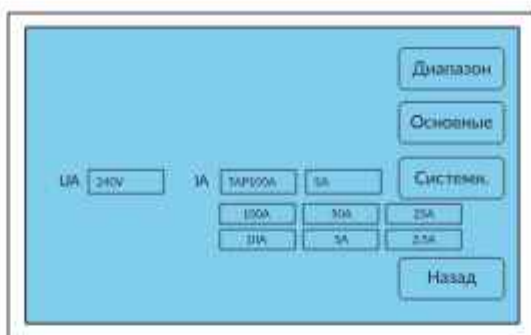 Диапазон
Основные
UA 240V IA TAP100A 5A Системн.
100A 50A 25A
10A 5A 2.5A
Назад